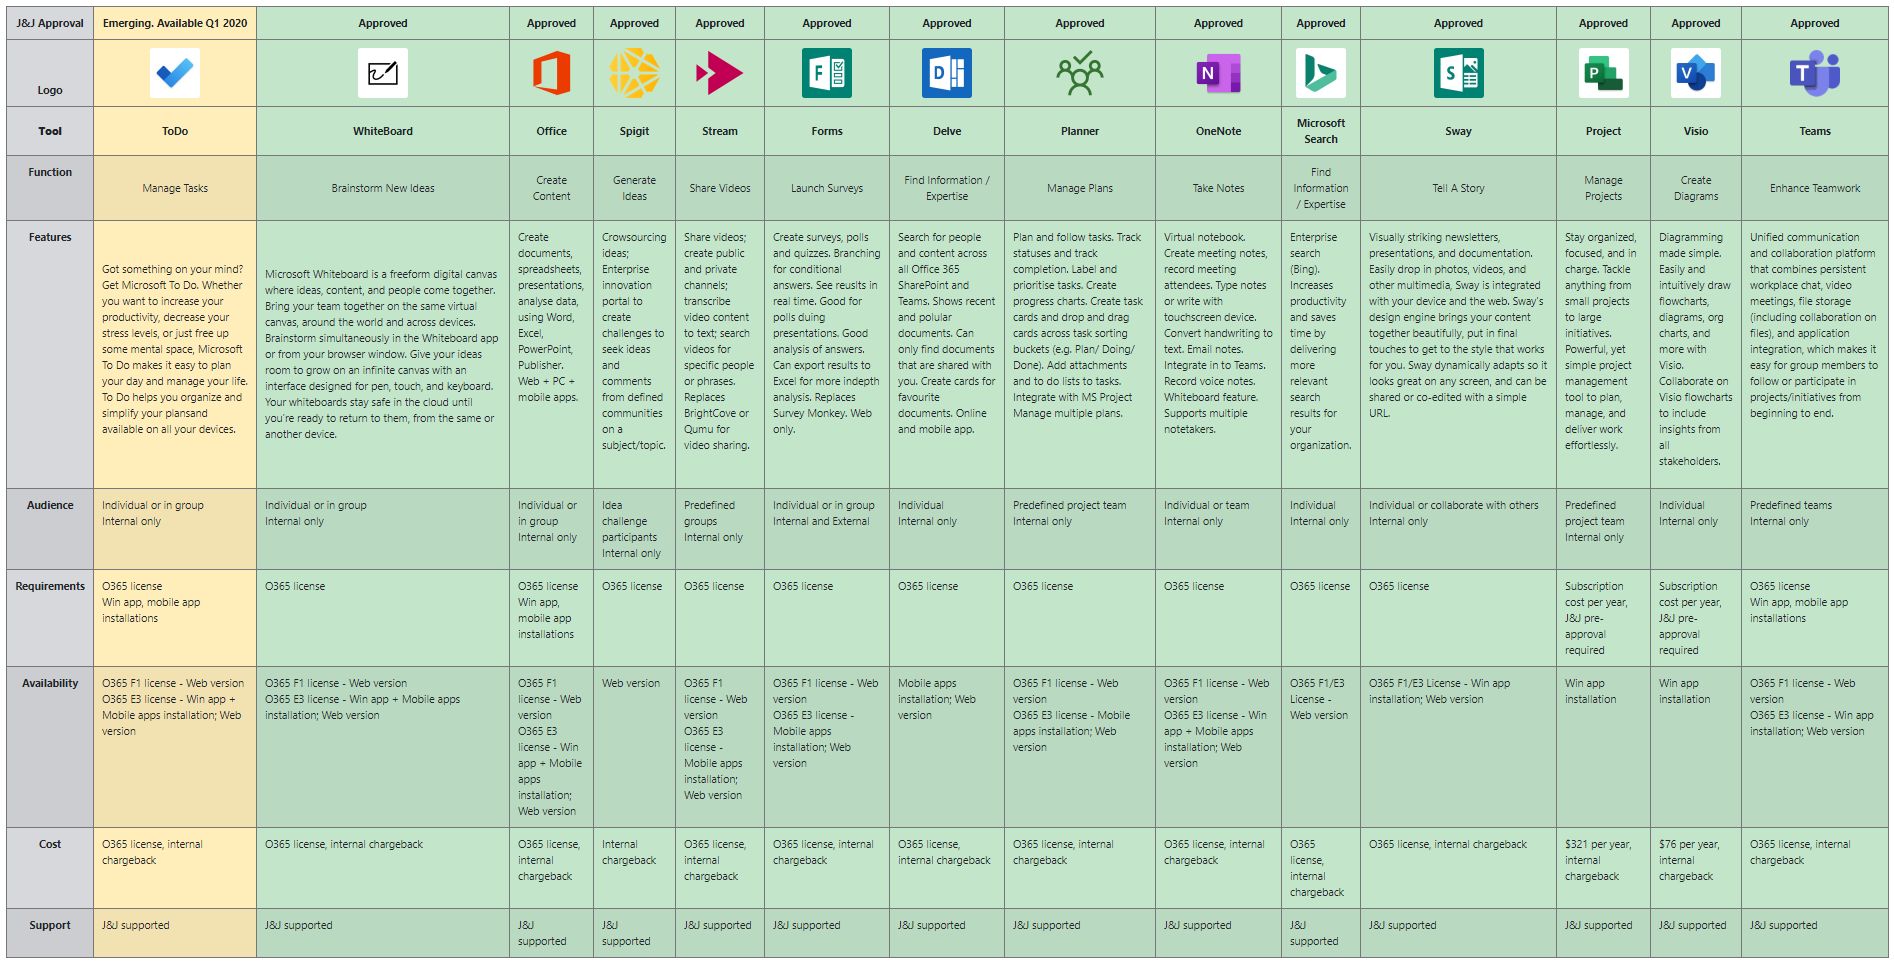 J&J Approval
Emerging. Available Q1 2020
Approved
Approved
Approved
Approved
Approved
Approved
Approved
Approved
Approved
Approved
Approved
Approved
Approved
Logo
F
D
N
S
P
V
T
Tool
ToDo
WhiteBoard
Office
Spigit
Stream
Forms
Delve
Planner
OneNote
Microsoft
Search
Sway
Project
Visio
Teams
Function
Manage Tasks
Brainstorm New Ideas
Create
Content
Generate
Ideas
Share Videos
Launch Surveys
Find Information /
Expertise
Manage Plans
Take Notes
Find
Information
/ Expertise
Tell A Story
Manage
Projects
Create
Diagrams
Enhance Teamwork
Features
Got something on your mind?
Get Microsoft To Do. Whether
you want to increase your
productivity, decrease your
stress levels, or just free up
some mental space, Microsoft
To Do makes it easy to plan
your day and manage your life.
To Do helps you organize and
simplify your plansand
available on all your devices.
Microsoft Whiteboard is a freeform digital canvas
where ideas, content, and people come together.
Bring your team together on the same virtual
canvas, around the world and across devices.
Brainstorm simultaneously in the Whiteboard app
or from your browser window. Give your ideas
room to grow on an infinite canvas with an
interface designed for pen, touch, and keyboard.
Your whiteboards stay safe in the cloud until
you're ready to return to them, from the same or
another device.
Create
documents,
spreadsheets,
presentations,
analyse data,
using Word,
Excel,
PowerPoint,
Publisher.
Web + PC +
mobile apps.
Crowsourcing
ideas;
Enterprise
innovation
portal to
create
challenges to
seek ideas
and
comments
from defined
communities
on a
subject/topic.
Share videos;
create public
and private
channels;
transcribe
video content
to text; search
videos for
specific people
or phrases.
Replaces
BrightCove or
Qumu for
video sharing.
Create surveys, polls
and quizzes. Branching
for conditional
answers. See reuslts in
real time. Good for
polls duing
presentations. Good
analysis of answers.
Can export results to
Excel for more indepth
analysis. Replaces
Survey Monkey. Web
only.
Search for people
and content across
all Office 365
SharePoint and
Teams. Shows recent
and polular
documents. Can
only find documents
that are shared with
you. Create cards for
favourite
documents. Online
and mobile app.
Plan and follow tasks. Track
statuses and track
completion. Label and
prioritise tasks. Create
progress charts. Create task
cards and drop and drag
cards across task sorting
buckets (e.g. Plan/ Doing/
Done). Add attachments
and to do lists to tasks.
Integrate with MS Project
Manage multiple plans.
Virtual notebook.
Create meeting notes,
record meeting
attendees. Type notes
or write with
touchscreen device.
Convert handwriting to
text. Email notes.
Integrate in to Teams.
Record voice notes.
Whiteboard feature.
Supports multiple
notetakers.
Enterprise
search
(Bing).
Increases
productivity
and saves
time by
delivering
more
relevant
search
results for
your
organization.
Visually striking newsletters,
presentations, and documentation.
Easily drop in photos, videos, and
other multimedia, Sway is
integrated with your device and the web. Sway's
design engine brings your content
together beautifully, put in final
touches to get to the style that works
for you. Sway dynamically adapts so it
looks great on any screen, and can be
shared or co-edited with a simple
URL.
Stay organized,
focused, and in
charge. Tackle
anything from
small projects
to large
initiatives.
Powerful, yet
simple project
management
tool to plan,
manage, and
deliver work
effortlessly.
Diagramming
made simple.
Easily and
intuitively draw
flowcharts,
diagrams, org
charts, and
more with
Visio.
Collaborate on
Visio flowcharts
to include
insights from
all
stakeholders.
Unified communication
and collaboration platform
that combines persistent
workplace chat, video
meetings, file storage
(including collaboration on
files), and application
integration, which makes it
easy for group members to
follow or participate in
projects/initiatives from
beginning to end.
Audience
Individual or in group
Internal only
Individual or in group
Internal only
Individual or
in group
Internal only
Idea
challenge
participants
Internal only
Predefined
groups
Internal only
Individual or in group
Internal and External
Individual
Internal only
Predefined project team
Internal only
Individual or team
Internal only
Individual
Internal only
Individual or collaborate with others
Internal only
Predefined
project team
Internal only
Individual
Internal only
Predefined teams
Internal only
Requirements
O365 license
Win app, mobile app
installations
O365 license
O365 license
Win app,
mobile app
installations
O365 license
O365 license
O365 license
O365 license
O365 license
O365 license
O365 license
O365 license
Subscription
cost per year,
J&J pre-
approval
required
Subscription
cost per year,
J&J pre-
approval
required
O365 license
Win app, mobile app
installations
Availability
O365 F1 license - Web version
O365 E3 license - Win app +
Mobile apps installation; Web
version
O365 F1 license - Web version
O365 E3 license - Win app + Mobile apps
installation; Web version
O365 F1
license - Web
version
O365 E3
license - Win
app + Mobile
apps
installation;
Web version
Web version
O365 F1
license - Web
version
O365 E3
license -
Mobile apps
installation;
Web version
O365 F1 license - Web
version
O365 E3 license -
Mobile apps
installation; Web
version
Mobile apps
installation; Web
version
O365 F1 license - Web
version
O365 E3 license - Mobile
apps installation; Web
version
O365 F1 license - Web
version
O365 E3 license - Win
app + Mobile apps
installation; Web
version
O365 F1/E3
License -
Web version
O365 F1/E3 License - Win app
installation; Web version
Win app
installation
Win app
installation
O365 F1 license - Web
version
O365 E3 license - Win app
installation; Web version
Cost
O365 license, internal
chargeback
O365 license, internal chargeback
O365 license,
internal
chargeback
Internal
chargeback
O365 license,
internal
chargeback
O365 license, internal
chargeback
O365 license,
internal chargeback
O365 license, internal
chargeback
O365 license, internal
chargeback
O365
license,
internal
chargeback
O365 license, internal chargeback
$321 per year,
internal
chargeback
$76 per year,
internal
chargeback
O365 license, internal
chargeback
Support
J&J supported
J&J supported
J&J
supported
J&J
supported
J&J supported
J&J supported
J&J supported
J&J supported
J&J supported
J&J
supported
J&J supported
J&J supported
J&J supported
J&J supported